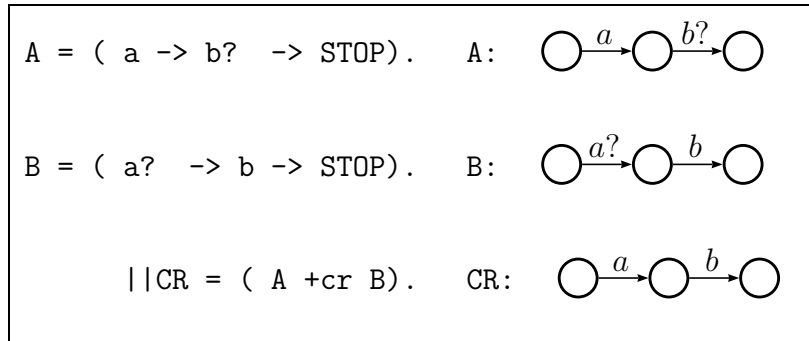 A = ( a -> b? -> STOP). A: a b?
B = ( a? -> b -> STOP). B: a? b
||CR = ( A +cr B). CR: a b